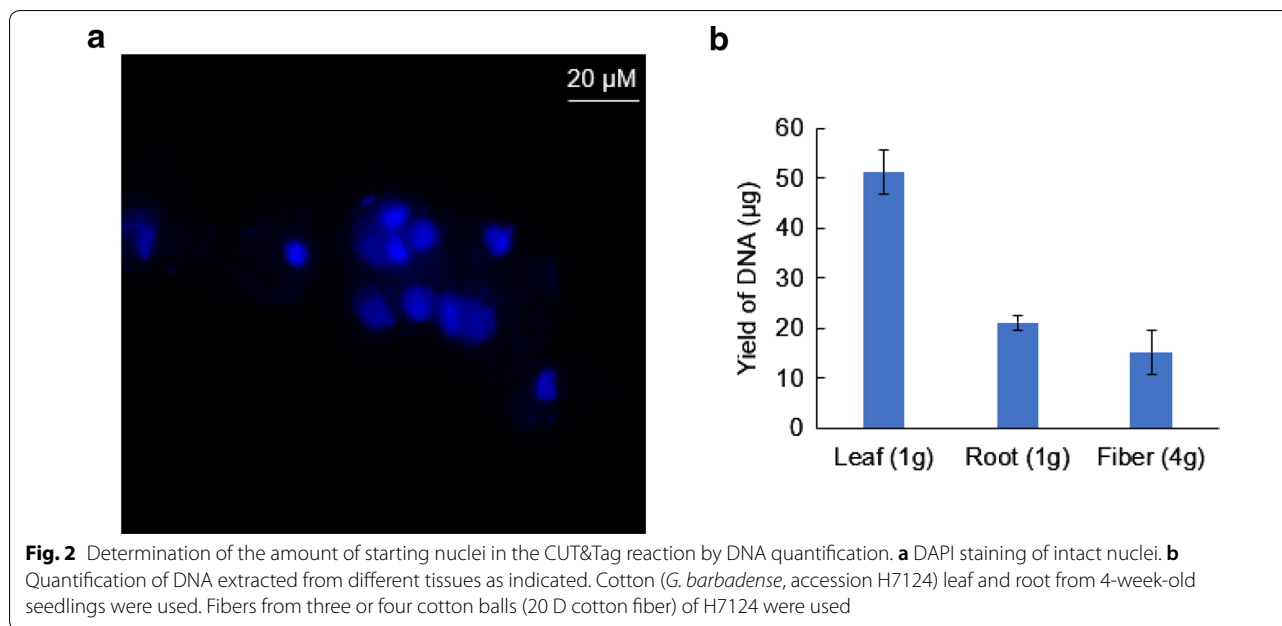 a
20 µM
b
60
50
40
30
20
10
0
Yield of DNA (µg)
Leaf (1g) Root (1g) Fiber (4g)
Fig. 2 Determination of the amount of starting nuclei in the CUT&Tag reaction by DNA quantification. a DAPI staining of intact nuclei. b
Quantification of DNA extracted from different tissues as indicated. Cotton (G. barbadense, accession H7124) leaf and root from 4-week-old
seedlings were used. Fibers from three or four cotton balls (20 D cotton fiber) of H7124 were used